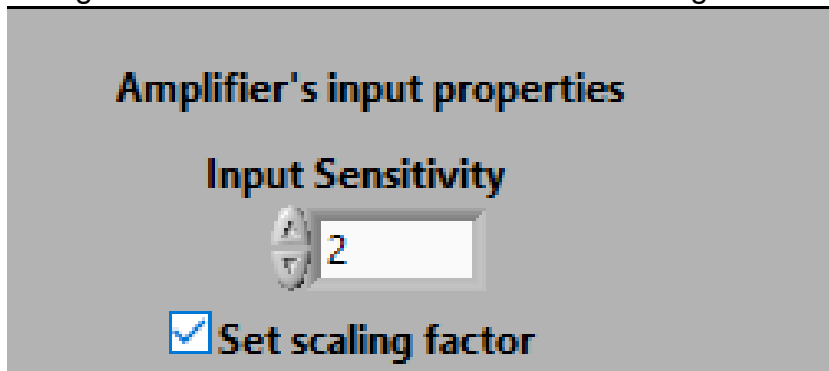 Amplifier's input properties
Input Sensitivity
2
Set scaling factor